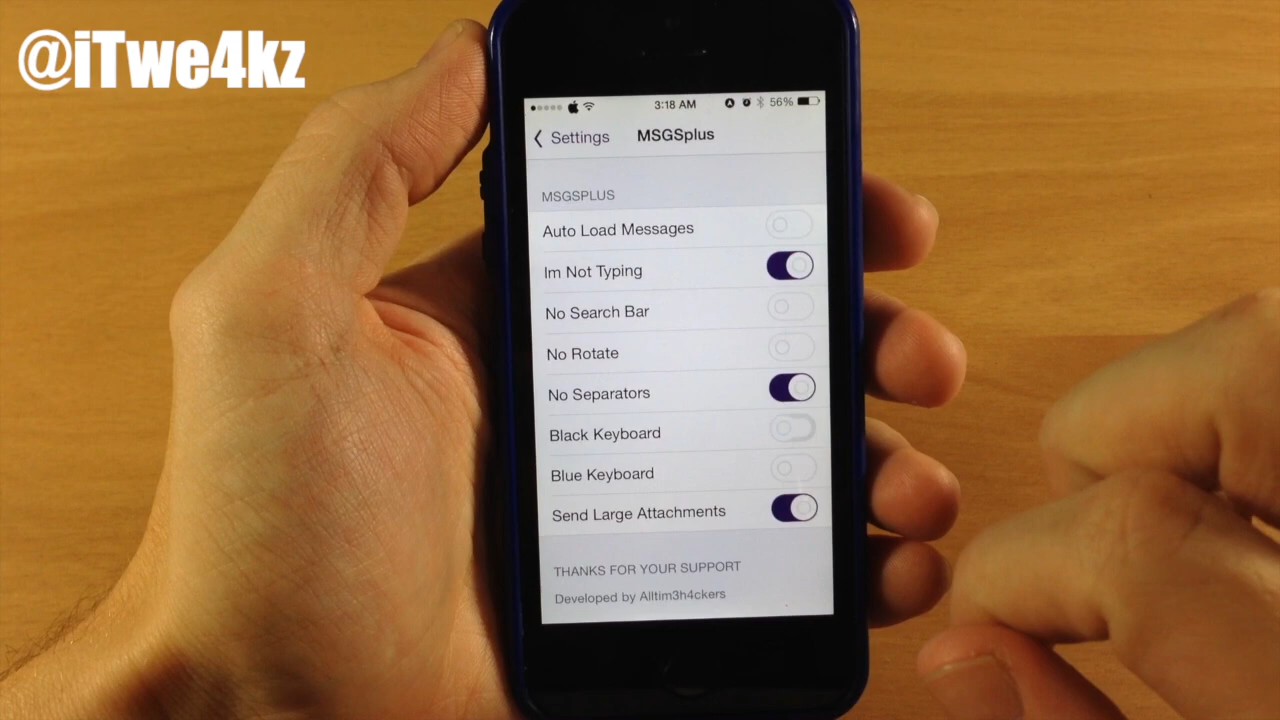 @iTwe4kz
3:18 AM 56%
Settings MSGSplus
MSGSPLUS
Auto Load Messages
Im Not Typing
No Search Bar
No Rotate
No Separators
Black Keyboard
Blue Keyboard
Send Large Attachments
THANKS FOR YOUR SUPPORT
Developed by Alltim3h4ckers